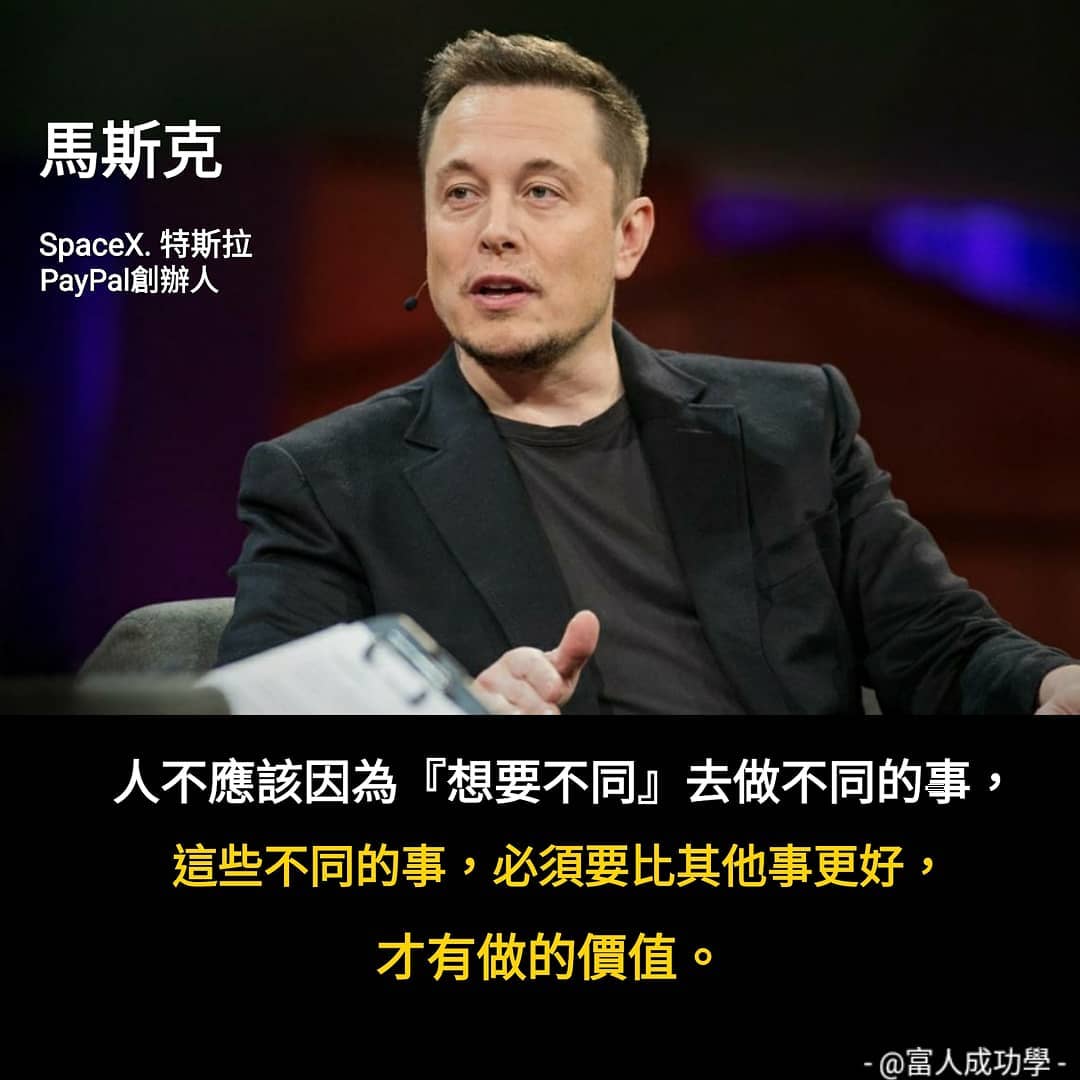 馬斯克
SpaceX. 特斯拉
PayPal創辦人
人不應該因為『想要不同』去做不同的事，
這些不同的事，必須要比其他事更好，
才有做的價值。
- @富人成功學 -